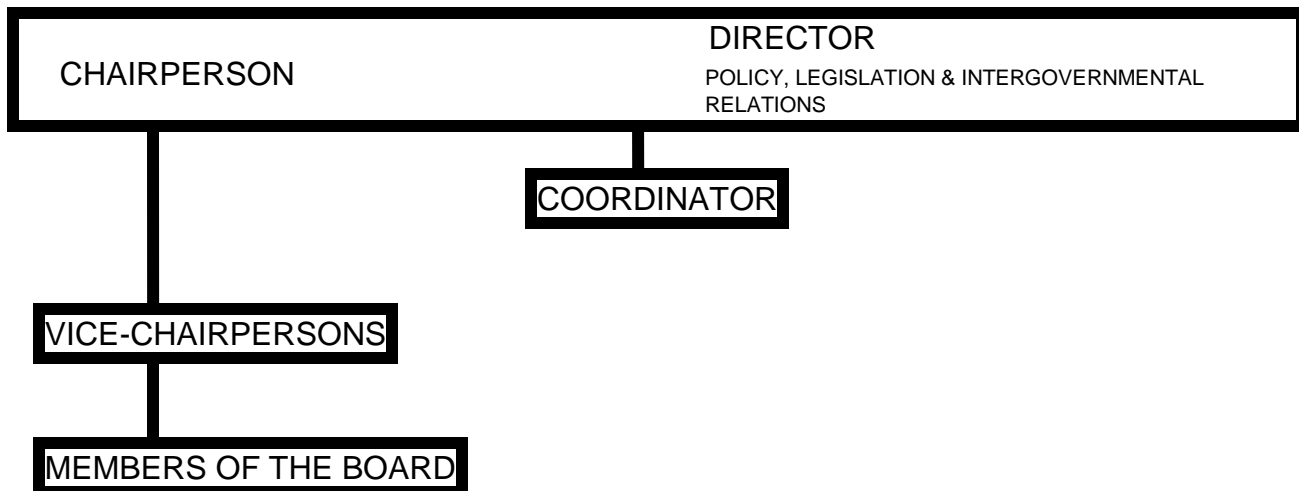 CHAIRPERSON
DIRECTOR
POLICY, LEGISLATION & INTERGOVERNMENTAL
RELATIONS
COORDINATOR
VICE-CHAIRPERSONS
MEMBERS OF THE BOARD